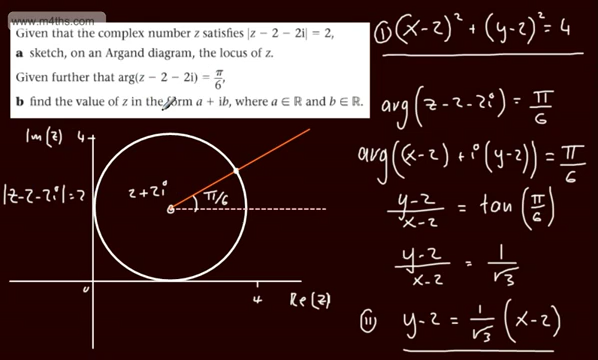 www.m4ths.com
Given that the complex number z satisfies |z − 2 − 2i| = 2,
a sketch, on an Argand diagram, the locus of z.
Given further that arg(z − 2 − 2i) = π/6,
b find the value of z in the form a + ib, where a ∈ ℝ and b ∈ ℝ.
Im(z) 4
|z-2-2i|=2
2+2i
π/6
0
4
Re(z)
(i) (x-2)² + (y-2)² = 4
arg(z-2-2i) = π/6
arg((x-2) + i(y-2)) = π/6
(y-2)/(x-2) = tan(π/6)
(y-2)/(x-2) = 1/√3
(ii) y-2 = 1/√3 (x-2)